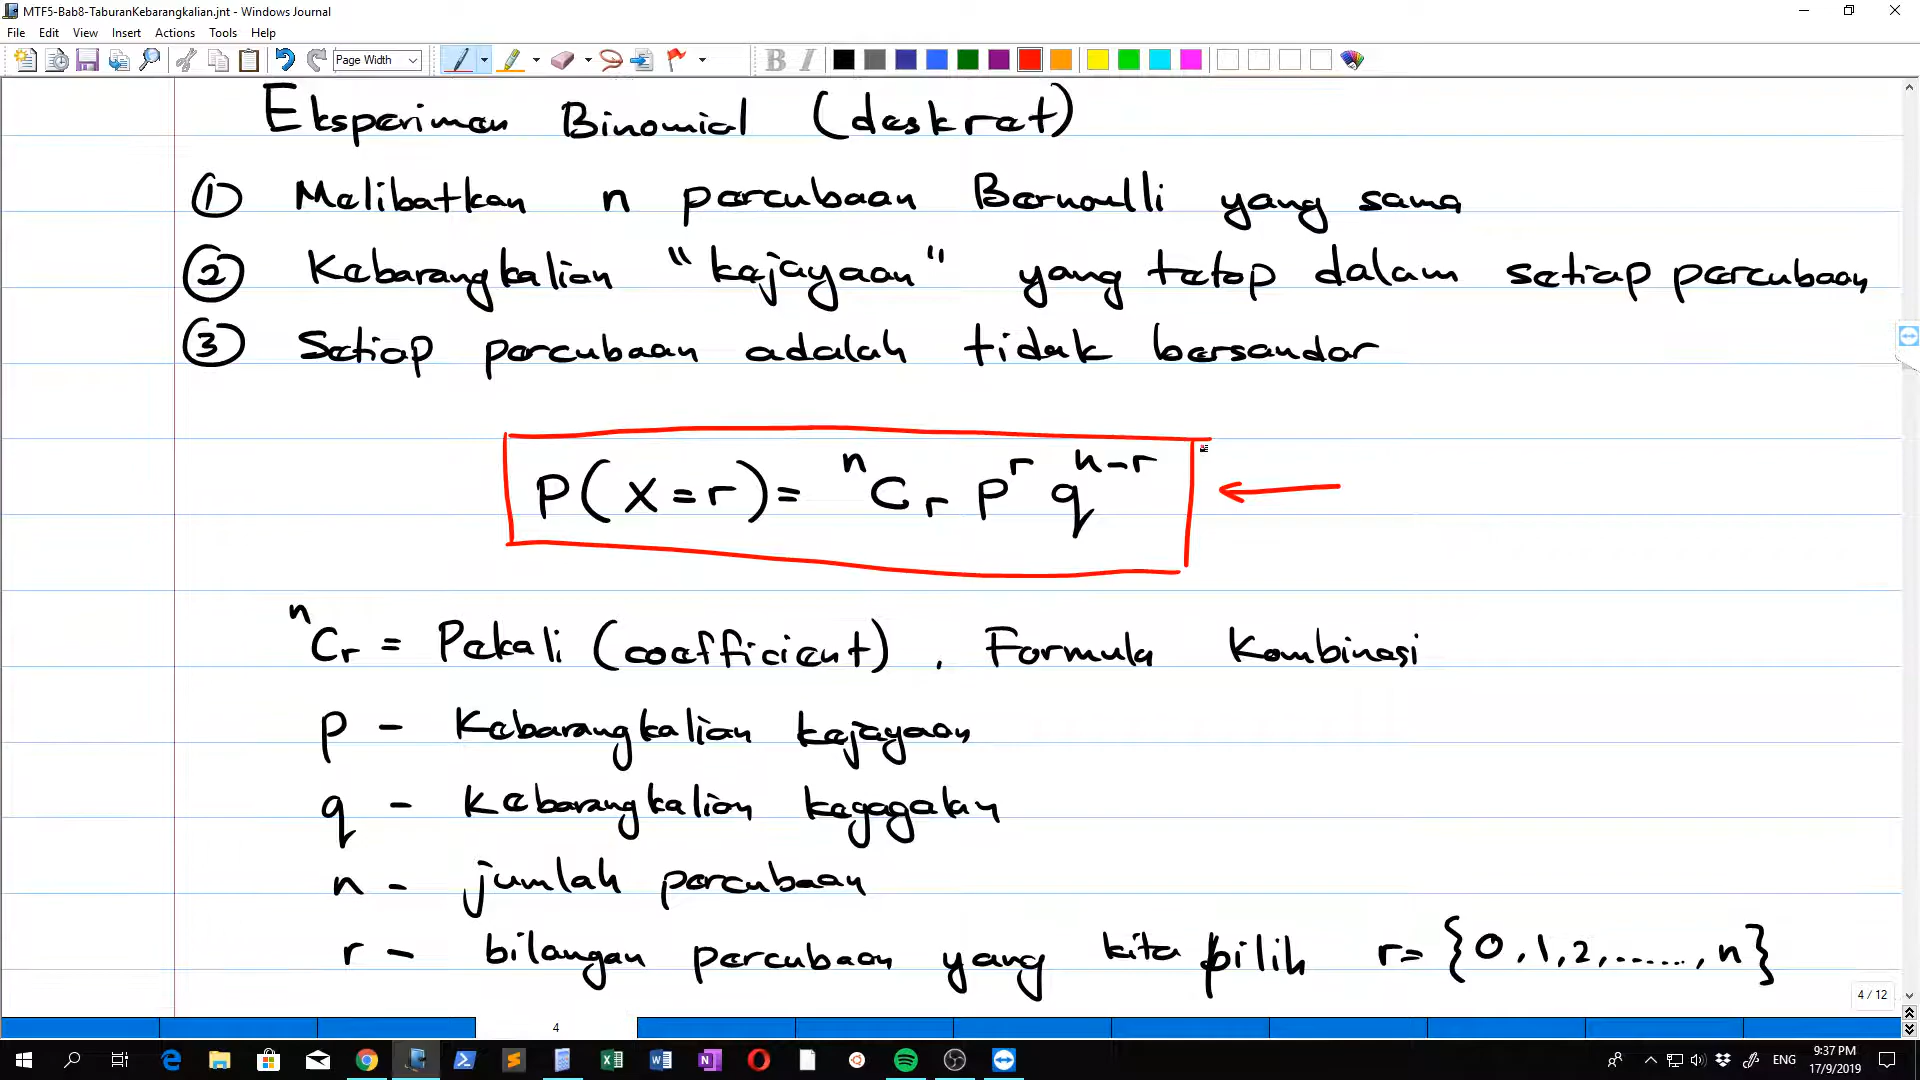 MTF5-Bab8-TaburanKebarangkalian.jnt - Windows Journal
File Edit View Insert Actions Tools Help
Page Width
B I
Eksperimen Binomial (deskret)
① Melibatkan n percubaan Bernoulli yang sama
② Kebarangkalian "kejayaan" yang tetap dalam setiap percubaan
③ Setiap percubaan adalah tidak bersandar
P(X=r) = ⁿCᵣ pʳ qⁿ⁻ʳ
ⁿCᵣ = Pekali (coefficient), Formula Kombinasi
p - Kebarangkalian kejayaan
q - Kebarangkalian kegagalan
n - jumlah percubaan
r - bilangan percubaan yang kita pilih r= {0,1,2,......,n}
4 / 12
4
ENG
9:37 PM
17/9/2019